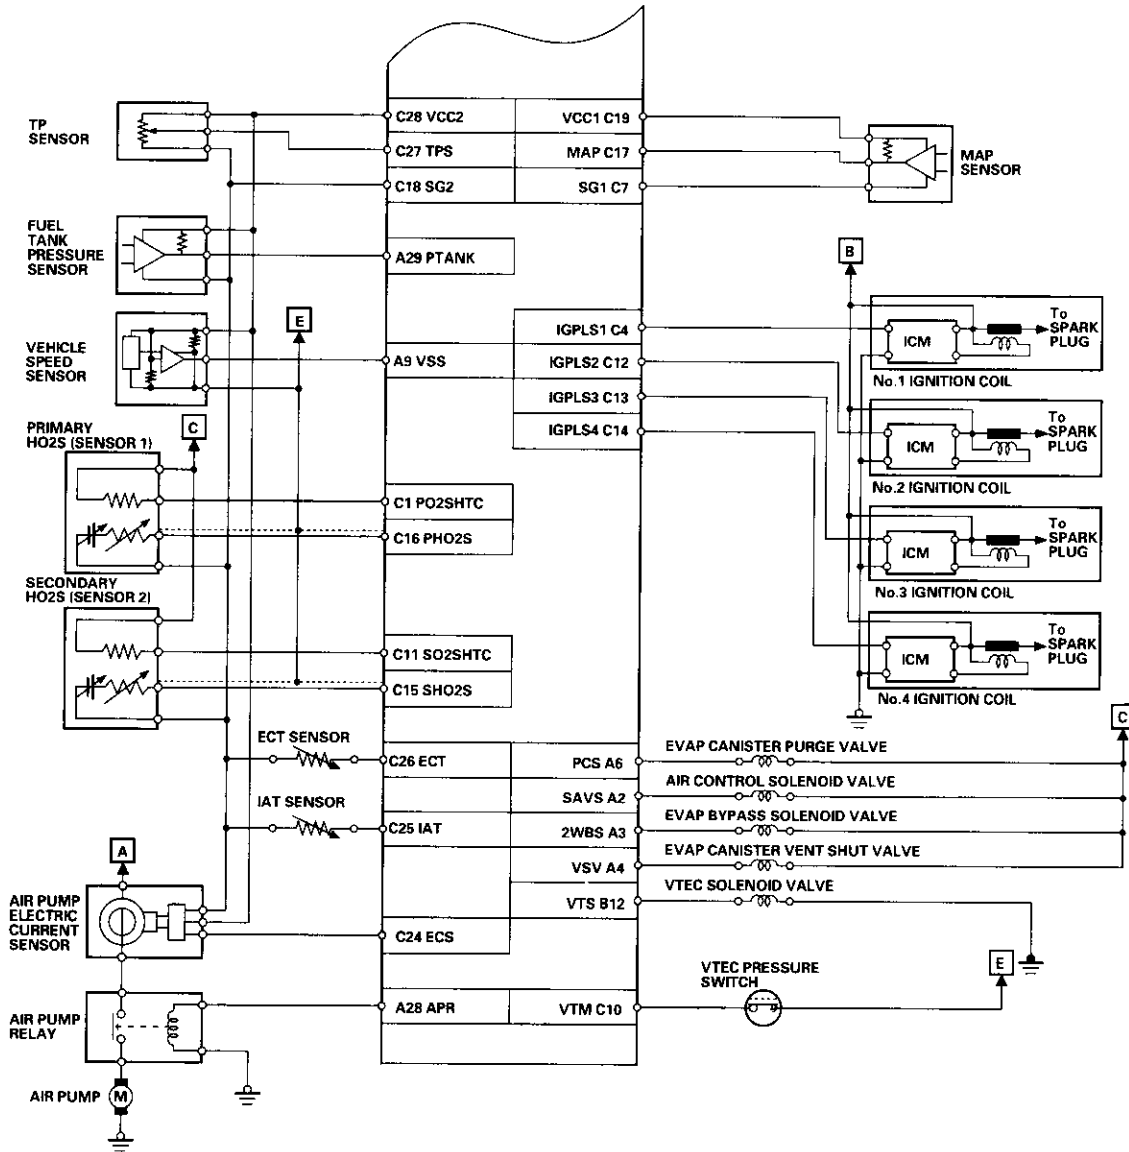 TP
SENSOR
C28 VCC2
C27 TPS
C18 SG2
VCC1 C19
MAP C17
SG1 C7
MAP
SENSOR
FUEL
TANK
PRESSURE
SENSOR
A29 PTANK
VEHICLE
SPEED
SENSOR
E
A9 VSS
IGPLS1 C4
IGPLS2 C12
IGPLS3 C13
IGPLS4 C14
B
ICM
To
SPARK
PLUG
No.1 IGNITION COIL
ICM
To
SPARK
PLUG
No.2 IGNITION COIL
ICM
To
SPARK
PLUG
No.3 IGNITION COIL
ICM
To
SPARK
PLUG
No.4 IGNITION COIL
PRIMARY
HO2S (SENSOR 1)
C
C1 PO2SHTC
C16 PHO2S
SECONDARY
HO2S (SENSOR 2)
C11 SO2SHTC
C15 SHO2S
ECT SENSOR
C26 ECT
IAT SENSOR
C25 IAT
PCS A6
SAVS A2
2WBS A3
VSV A4
VTS B12
EVAP CANISTER PURGE VALVE
AIR CONTROL SOLENOID VALVE
EVAP BYPASS SOLENOID VALVE
EVAP CANISTER VENT SHUT VALVE
VTEC SOLENOID VALVE
C
A
AIR PUMP
ELECTRIC
CURRENT
SENSOR
C24 ECS
AIR PUMP
RELAY
A28 APR
VTM C10
VTEC PRESSURE
SWITCH
E
AIR PUMP
M